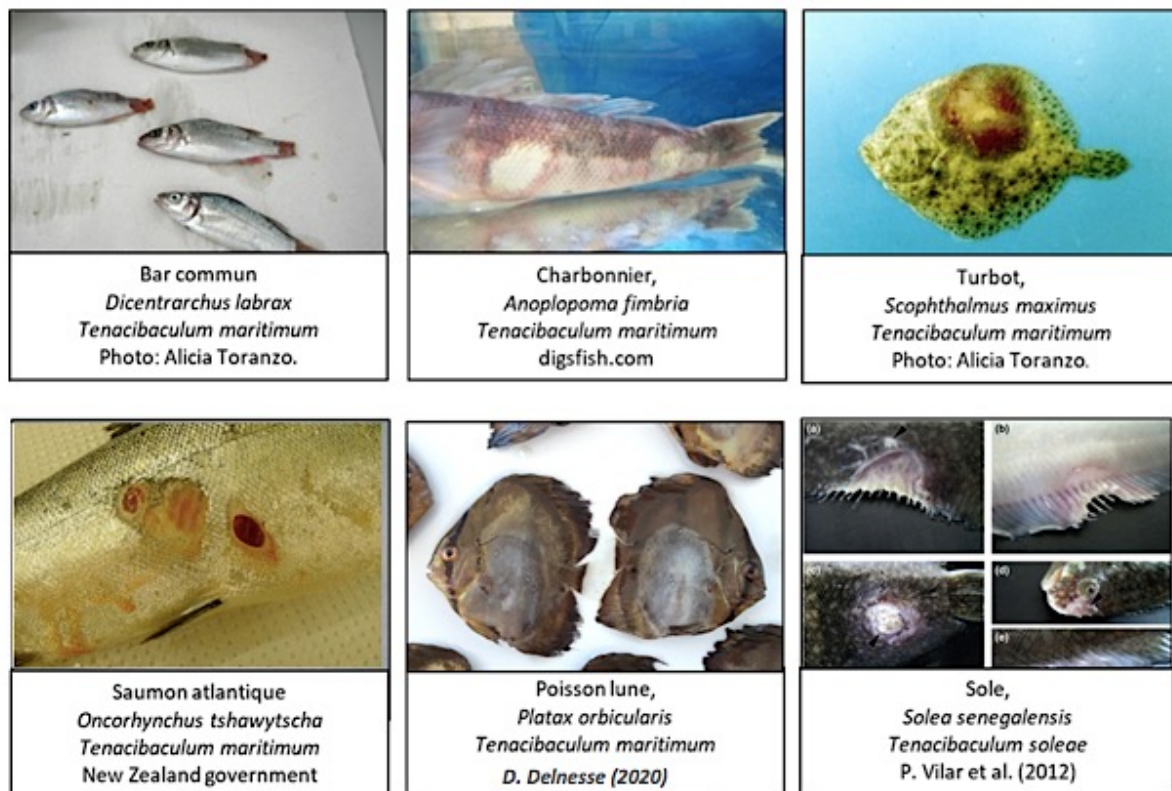 Bar commun
Dicentrarchus labrax
Tenacibaculum maritimum
Photo: Alicia Toranzo.
Charbonnier,
Anoplopoma fimbria
Tenacibaculum maritimum
digsfish.com
Turbot,
Scophthalmus maximus
Tenacibaculum maritimum
Photo: Alicia Toranzo.
Saumon atlantique
Oncorhynchus tshawytscha
Tenacibaculum maritimum
New Zealand government
Poisson lune,
Platax orbicularis
Tenacibaculum maritimum
D. Delnesse (2020)
(a)
(b)
(c)
(d)
(e)
Sole,
Solea senegalensis
Tenaculum soleae
P. Vilar et al. (2012)